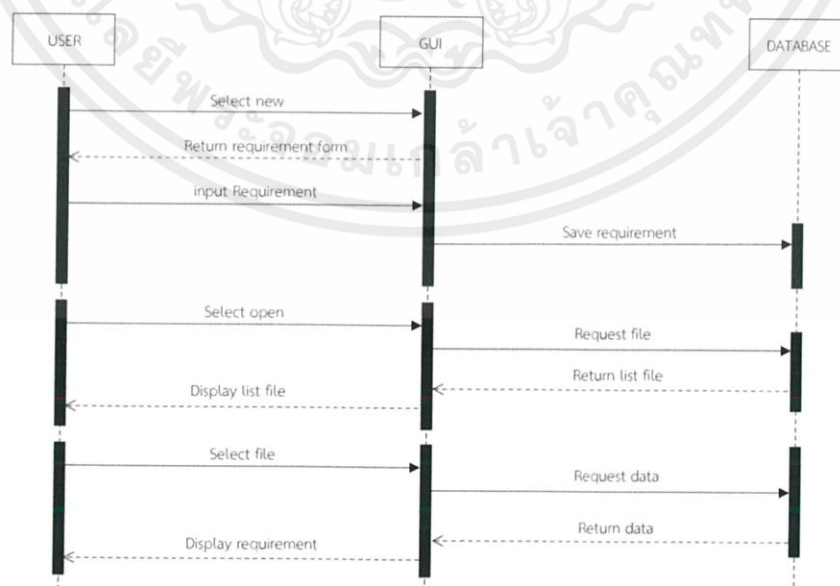 USER
GUI
DATABASE
Select new
Return requirement form
input Requirement
Save requirement
Select open
Request file
Return list file
Display list file
Select file
Request data
Return data
Display requirement